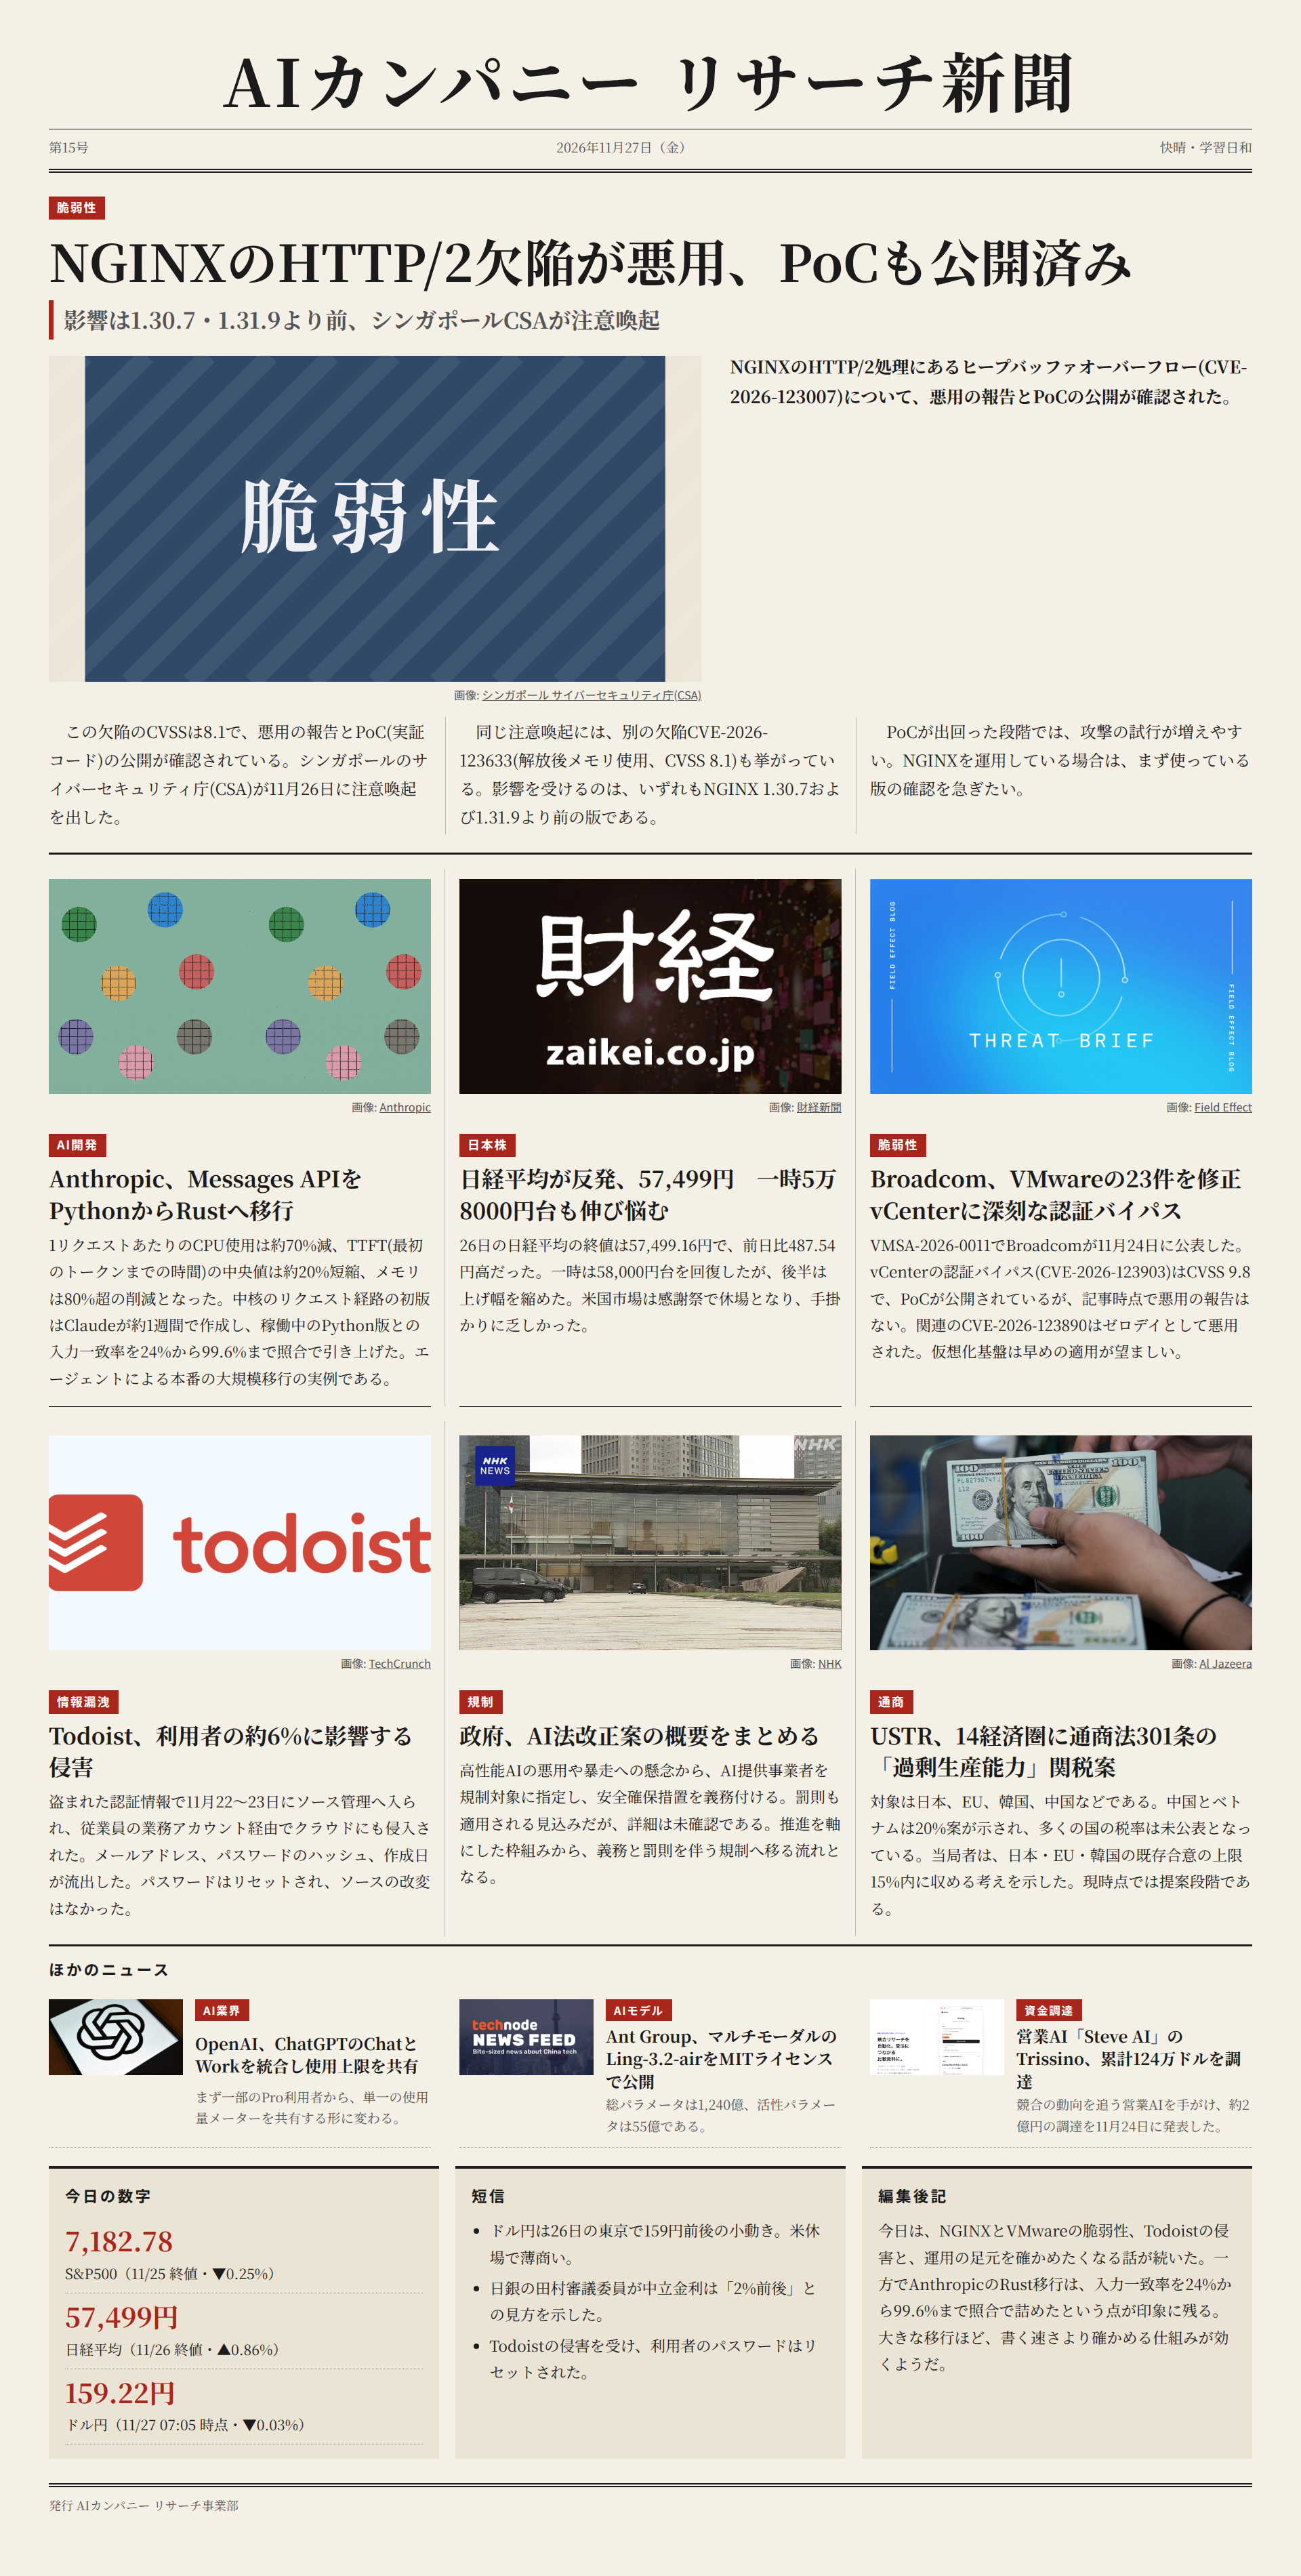 AIカンパニー リサーチ新聞
第15号
2026年11月27日（金）
快晴・学習日和
脆弱性
NGINXのHTTP/2欠陥が悪用、PoCも公開済み
影響は1.30.7・1.31.9より前、シンガポールCSAが注意喚起
脆弱性
画像: シンガポール サイバーセキュリティ庁(CSA)
NGINXのHTTP/2処理にあるヒープバッファオーバーフロー(CVE-
2026-123007)について、悪用の報告とPoCの公開が確認された。
この欠陥のCVSSは8.1で、悪用の報告とPoC(実証
コード)の公開が確認されている。シンガポールのサ
イバーセキュリティ庁(CSA)が11月26日に注意喚起
を出した。
同じ注意喚起には、別の欠陥CVE-2026-
123633(解放後メモリ使用、CVSS 8.1)も挙がってい
る。影響を受けるのは、いずれもNGINX 1.30.7およ
び1.31.9より前の版である。
PoCが出回った段階では、攻撃の試行が増えやす
い。NGINXを運用している場合は、まず使っている
版の確認を急ぎたい。
画像: Anthropic
AI開発
Anthropic、Messages APIを
PythonからRustへ移行
1リクエストあたりのCPU使用は約70%減、TTFT(最初
のトークンまでの時間)の中央値は約20%短縮、メモリ
は80%超の削減となった。中核のリクエスト経路の初版
はClaudeが約1週間で作成し、稼働中のPython版との
入力一致率を24%から99.6%まで照合で引き上げた。エ
ージェントによる本番の大規模移行の実例である。
財経
zaikei.co.jp
画像: 財経新聞
日本株
日経平均が反発、57,499円　一時5万
8000円台も伸び悩む
26日の日経平均の終値は57,499.16円で、前日比487.54
円高だった。一時は58,000円台を回復したが、後半は
上げ幅を縮めた。米国市場は感謝祭で休場となり、手掛
かりに乏しかった。
FIELD EFFECT BLOG
THREAT BRIEF
FIELD EFFECT BLOG
画像: Field Effect
脆弱性
Broadcom、VMwareの23件を修正
vCenterに深刻な認証バイパス
VMSA-2026-0011でBroadcomが11月24日に公表した。
vCenterの認証バイパス(CVE-2026-123903)はCVSS 9.8
で、PoCが公開されているが、記事時点で悪用の報告は
ない。関連のCVE-2026-123890はゼロデイとして悪用
された。仮想化基盤は早めの適用が望ましい。
todoist
画像: TechCrunch
情報漏洩
Todoist、利用者の約6%に影響する
侵害
盗まれた認証情報で11月22〜23日にソース管理へ入ら
れ、従業員の業務アカウント経由でクラウドにも侵入さ
れた。メールアドレス、パスワードのハッシュ、作成日
が流出した。パスワードはリセットされ、ソースの改変
はなかった。
NHK
NEWS
NHK
画像: NHK
規制
政府、AI法改正案の概要をまとめる
高性能AIの悪用や暴走への懸念から、AI提供事業者を
規制対象に指定し、安全確保措置を義務付ける。罰則も
適用される見込みだが、詳細は未確認である。推進を軸
にした枠組みから、義務と罰則を伴う規制へ移る流れと
なる。
画像: Al Jazeera
通商
USTR、14経済圏に通商法301条の
「過剰生産能力」関税案
対象は日本、EU、韓国、中国などである。中国とベト
ナムは20%案が示され、多くの国の税率は未公表となっ
ている。当局者は、日本・EU・韓国の既存合意の上限
15%内に収める考えを示した。現時点では提案段階であ
る。
ほかのニュース
AI業界
OpenAI、ChatGPTのChatと
Workを統合し使用上限を共有
まず一部のPro利用者から、単一の使用
量メーターを共有する形に変わる。
technode
NEWS FEED
Bite-sized news about China tech
AIモデル
Ant Group、マルチモーダルの
Ling-3.2-airをMITライセンス
で公開
総パラメータは1,240億、活性パラメー
タは55億である。
資金調達
営業AI「Steve AI」の
Trissino、累計124万ドルを調
達
競合の動向を追う営業AIを手がけ、約2
億円の調達を11月24日に発表した。
今日の数字
7,182.78
S&P500（11/25 終値・▼0.25%）
57,499円
日経平均（11/26 終値・▲0.86%）
159.22円
ドル円（11/27 07:05 時点・▼0.03%）
短信
ドル円は26日の東京で159円前後の小動き。米休
場で薄商い。
日銀の田村審議委員が中立金利は「2%前後」と
の見方を示した。
Todoistの侵害を受け、利用者のパスワードはリ
セットされた。
編集後記
今日は、NGINXとVMwareの脆弱性、Todoistの侵
害と、運用の足元を確かめたくなる話が続いた。一
方でAnthropicのRust移行は、入力一致率を24%か
ら99.6%まで照合で詰めたという点が印象に残る。
大きな移行ほど、書く速さより確かめる仕組みが効
くようだ。
発行 AIカンパニー リサーチ事業部